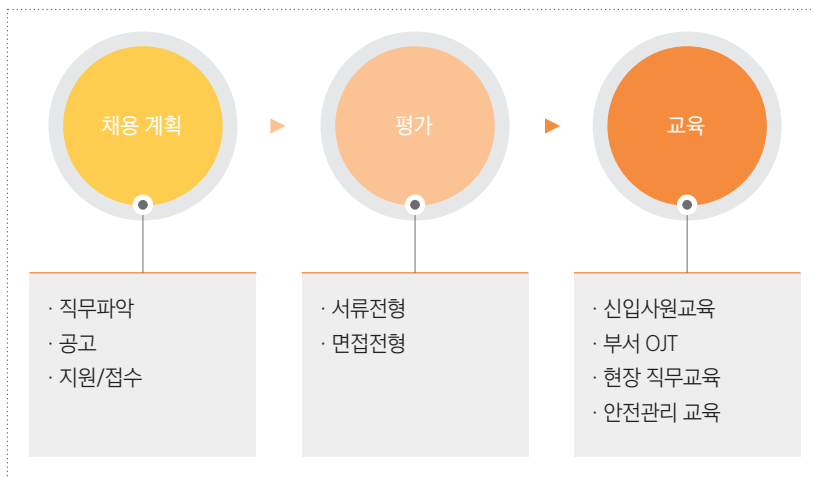 채용 계획
평가
교육
· 직무파악
· 공고
· 지원/접수
· 서류전형
· 면접전형
· 신입사원교육
· 부서 OJT
· 현장 직무교육
· 안전관리 교육